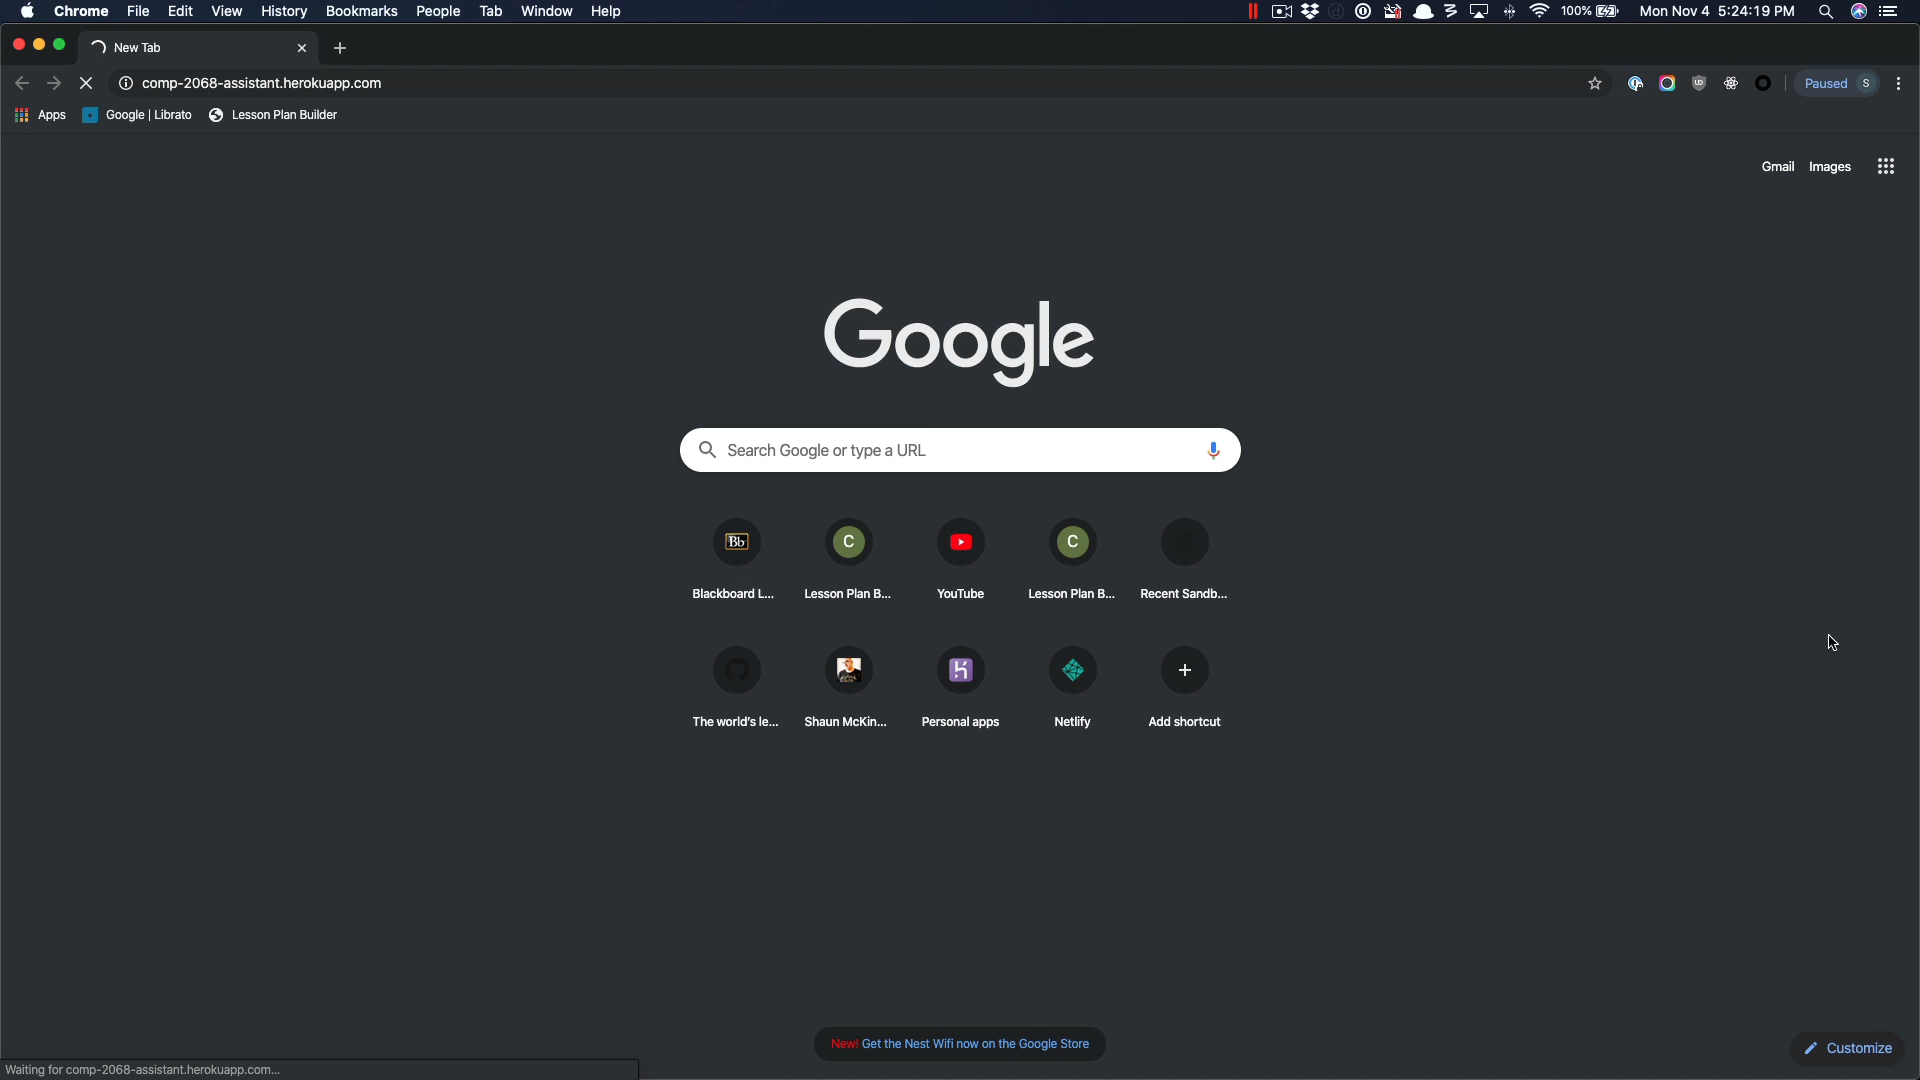 Chrome File Edit View History Bookmarks People Tab Window Help 100% Mon Nov 4 5:24:19 PM
New Tab
comp-2068-assistant.herokuapp.com Paused S
Apps Google | Librato Lesson Plan Builder
Gmail Images
Google
Search Google or type a URL
Bb C C
Blackboard L... Lesson Plan B... YouTube Lesson Plan B... Recent Sandb...
The world's le... Shaun McKin... Personal apps Netlify Add shortcut
New! Get the Nest Wifi now on the Google Store
Customize
Waiting for comp-2068-assistant.herokuapp.com...